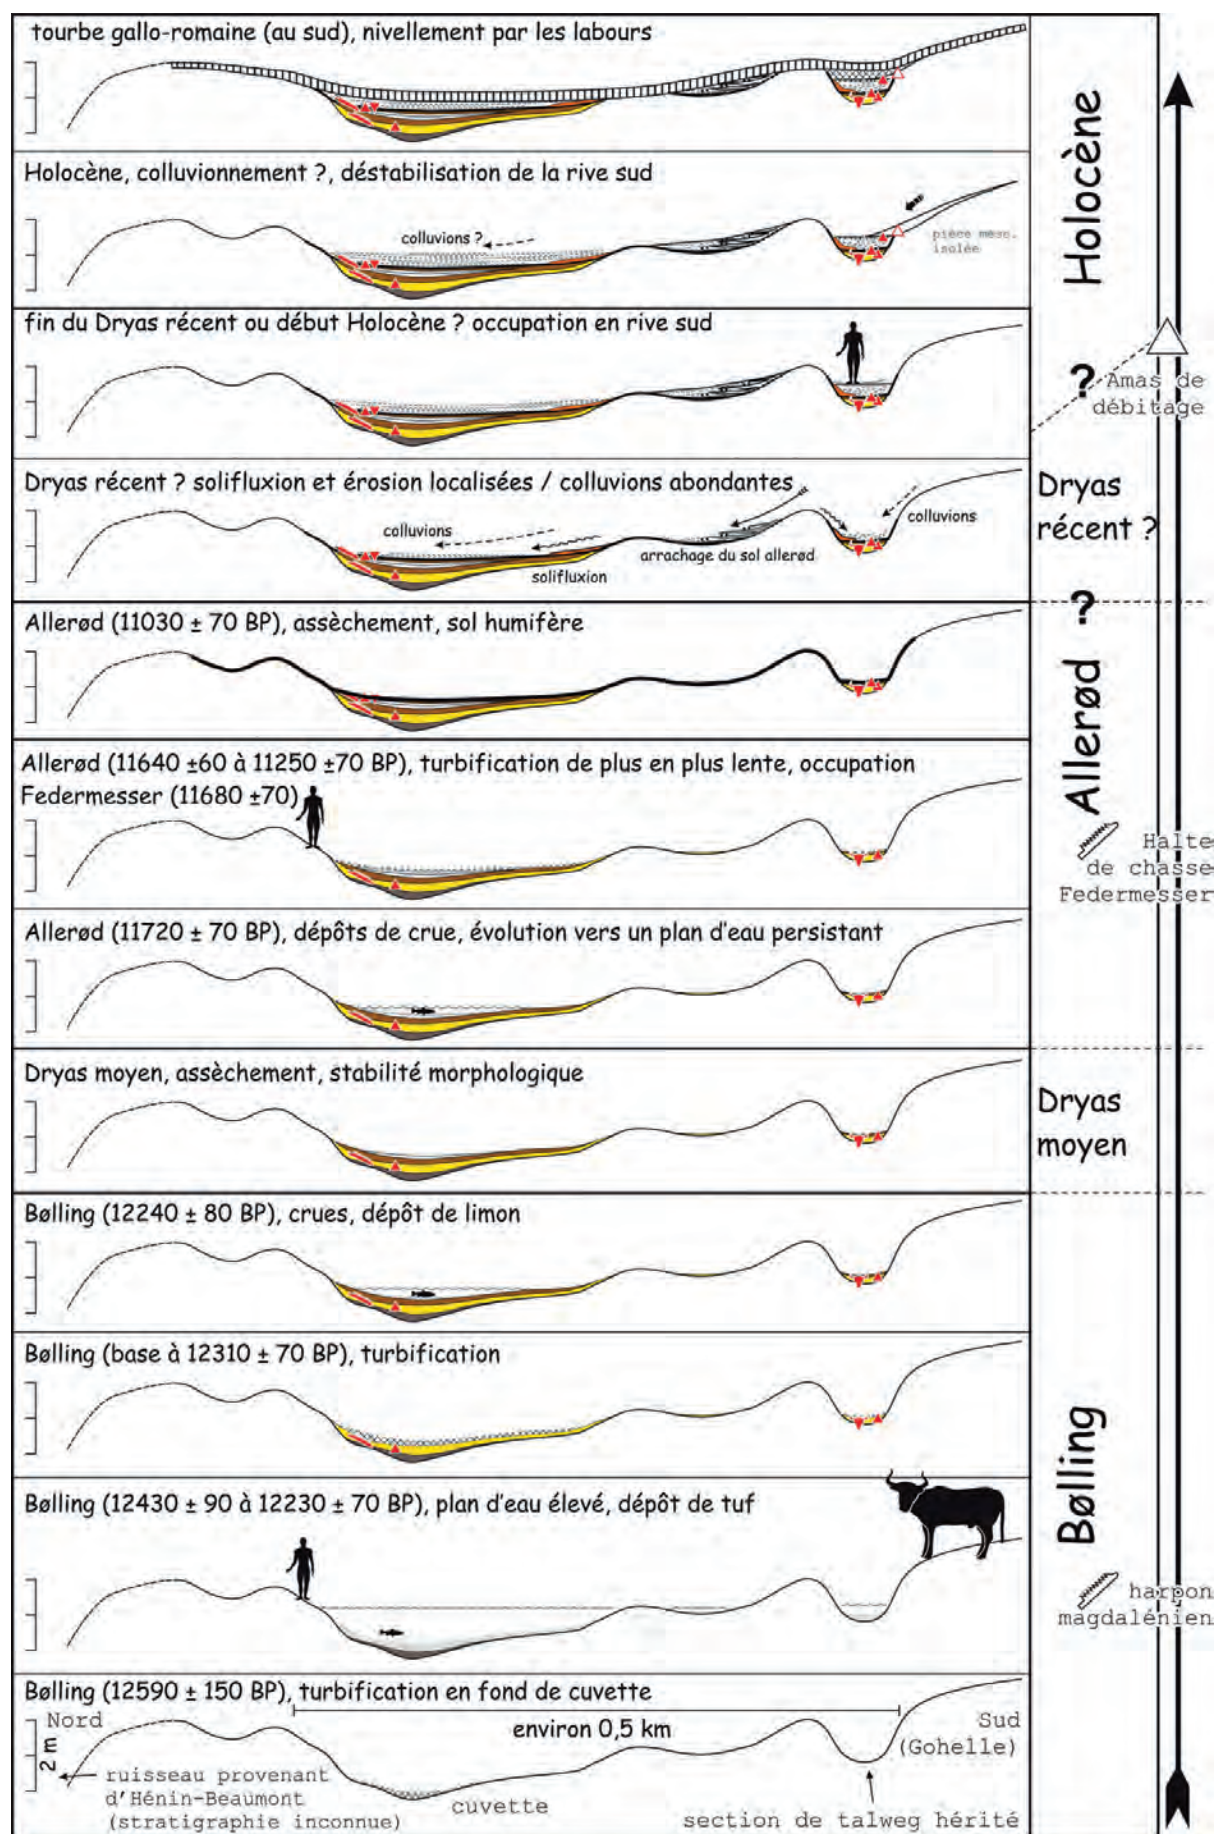 tourbe gallo-romaine (au sud), nivellement par les labours
Holocène, colluvionnement ?, déstabilisation de la rive sud
colluvions ?
pièce méso.
isolée
Holocène
fin du Dryas récent ou début Holocène ? occupation en rive sud
?
Amas de
débitage
Dryas récent ? solifluxion et érosion localisées / colluvions abondantes
colluvions
solifluxion
arrachage du sol allerød
colluvions
Dryas
récent ?
Allerød (11030 ± 70 BP), assèchement, sol humifère
Allerød ?
Allerød (11640 ±60 à 11250 ±70 BP), turbification de plus en plus lente, occupation
Federmesser (11680 ±70)
Halte
de chasse
Federmesser
Allerød (11720 ± 70 BP), dépôts de crue, évolution vers un plan d'eau persistant
Dryas moyen, assèchement, stabilité morphologique
Dryas
moyen
Bølling (12240 ± 80 BP), crues, dépôt de limon
Bølling (base à 12310 ± 70 BP), turbification
Bølling
Bølling (12430 ± 90 à 12230 ± 70 BP), plan d'eau élevé, dépôt de tuf
harpon
magdalénien
Bølling (12590 ± 150 BP), turbification en fond de cuvette
Nord
environ 0,5 km
Sud
(Gohelle)
2 m
ruisseau provenant
d'Hénin-Beaumont
(stratigraphie inconnue)
cuvette
section de talweg hérité